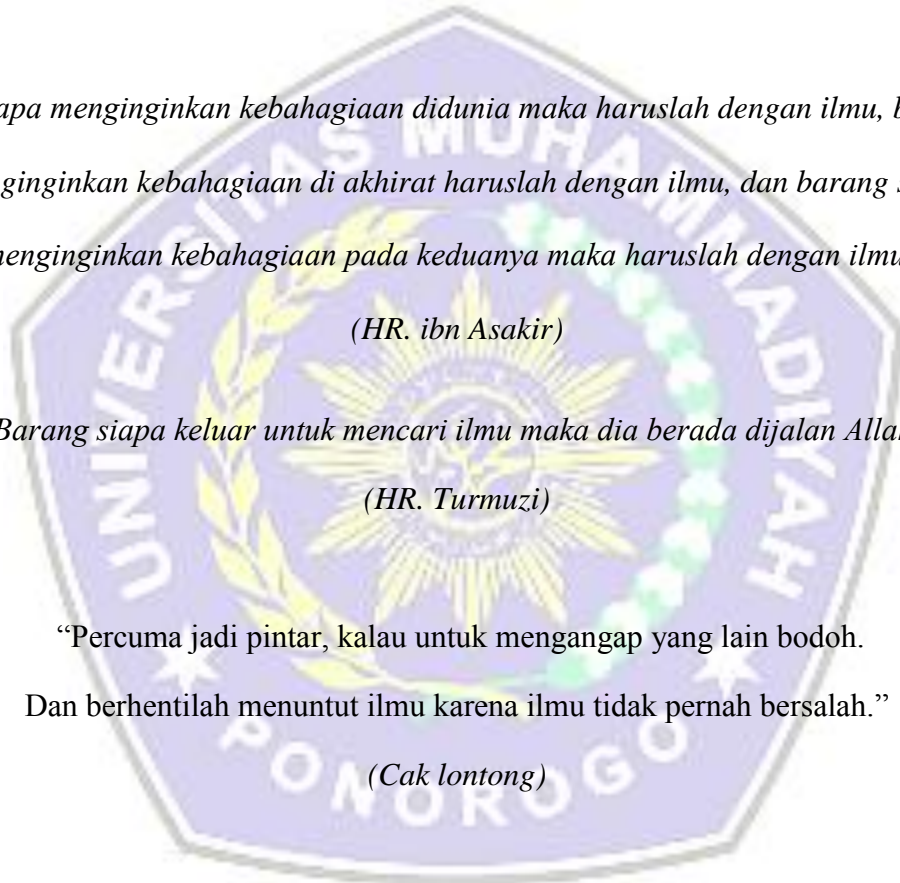 apa menginginkan kebahagiaan didunia maka haruslah dengan ilmu, b
nginginkan kebahagiaan di akhirat haruslah dengan ilmu, dan barang s
menginginkan kebahagiaan pada keduanya maka haruslah dengan ilmu
(HR. ibn Asakir)
Barang siapa keluar untuk mencari ilmu maka dia berada dijalan Allah
(HR. Turmuzi)
“Percuma jadi pintar, kalau untuk mengangap yang lain bodoh.
Dan berhentilah menuntut ilmu karena ilmu tidak pernah bersalah.”
(Cak lontong)
UNIVERSITAS MUHAMMADIYAH
PONOROGO